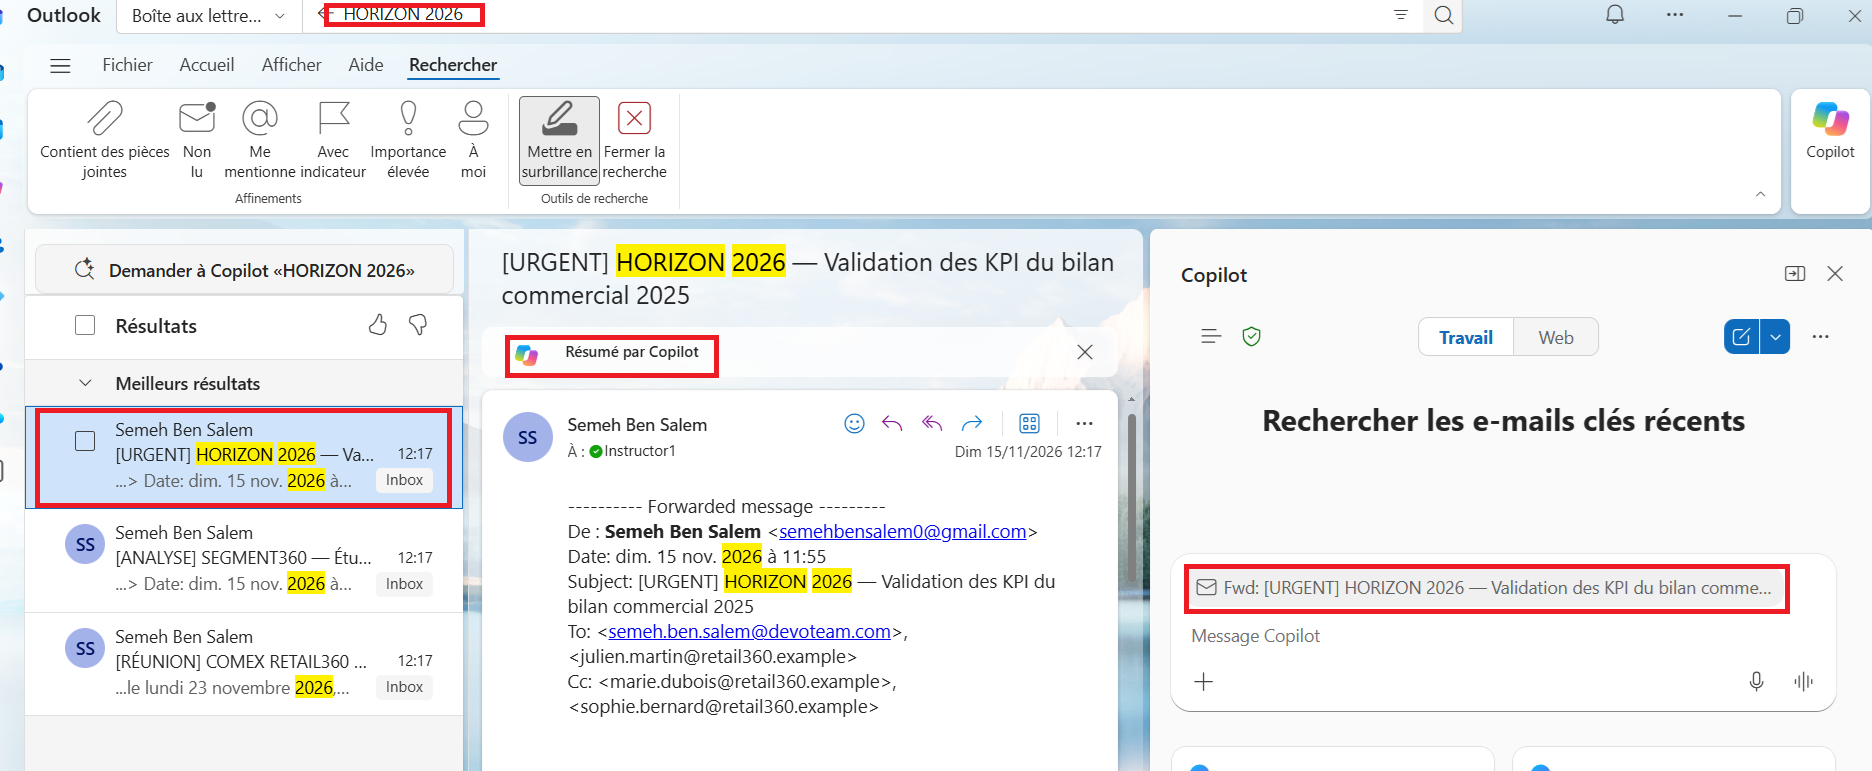 Outlook
Boîte aux lettre...
HORIZON 2026
Fichier
Accueil
Afficher
Aide
Rechercher
Contient des pièces
jointes
Non
lu
Me
mentionne
Avec
indicateur
Importance
élevée
À
moi
Affinements
Mettre en
surbrillance
Fermer la
recherche
Outils de recherche
Copilot
Demander à Copilot «HORIZON 2026»
Résultats
Meilleurs résultats
Semeh Ben Salem
[URGENT] HORIZON 2026 — Va... 12:17
...> Date: dim. 15 nov. 2026 à... Inbox
SS
Semeh Ben Salem
[ANALYSE] SEGMENT360 — Étu... 12:17
...> Date: dim. 15 nov. 2026 à... Inbox
SS
Semeh Ben Salem
[RÉUNION] COMEX RETAIL360 ... 12:17
...le lundi 23 novembre 2026,... Inbox
[URGENT] HORIZON 2026 — Validation des KPI du bilan
commercial 2025
Résumé par Copilot
SS
Semeh Ben Salem
À : Instructor1
Dim 15/11/2026 12:17
---------- Forwarded message ---------
De : Semeh Ben Salem <semehbensalem0@gmail.com>
Date: dim. 15 nov. 2026 à 11:55
Subject: [URGENT] HORIZON 2026 — Validation des KPI du
bilan commercial 2025
To: <semeh.ben.salem@devoteam.com>,
<julien.martin@retail360.example>
Cc: <marie.dubois@retail360.example>,
<sophie.bernard@retail360.example>
Copilot
Travail
Web
Rechercher les e-mails clés récents
Fwd: [URGENT] HORIZON 2026 — Validation des KPI du bilan comme...
Message Copilot